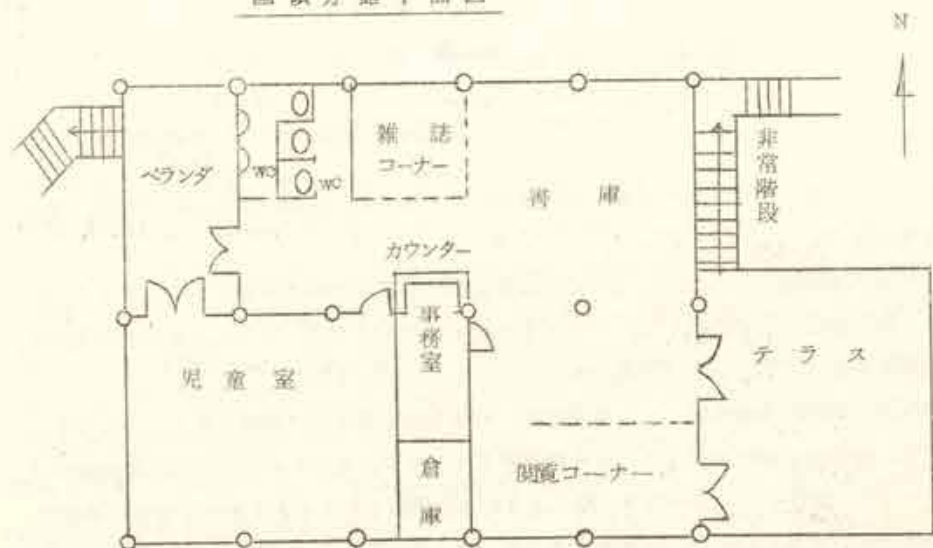 N
ベランダ
WC
WC
雑誌
コーナー
書庫
非常階段
カウンター
事務室
児童室
テラス
倉庫
閲覧コーナー